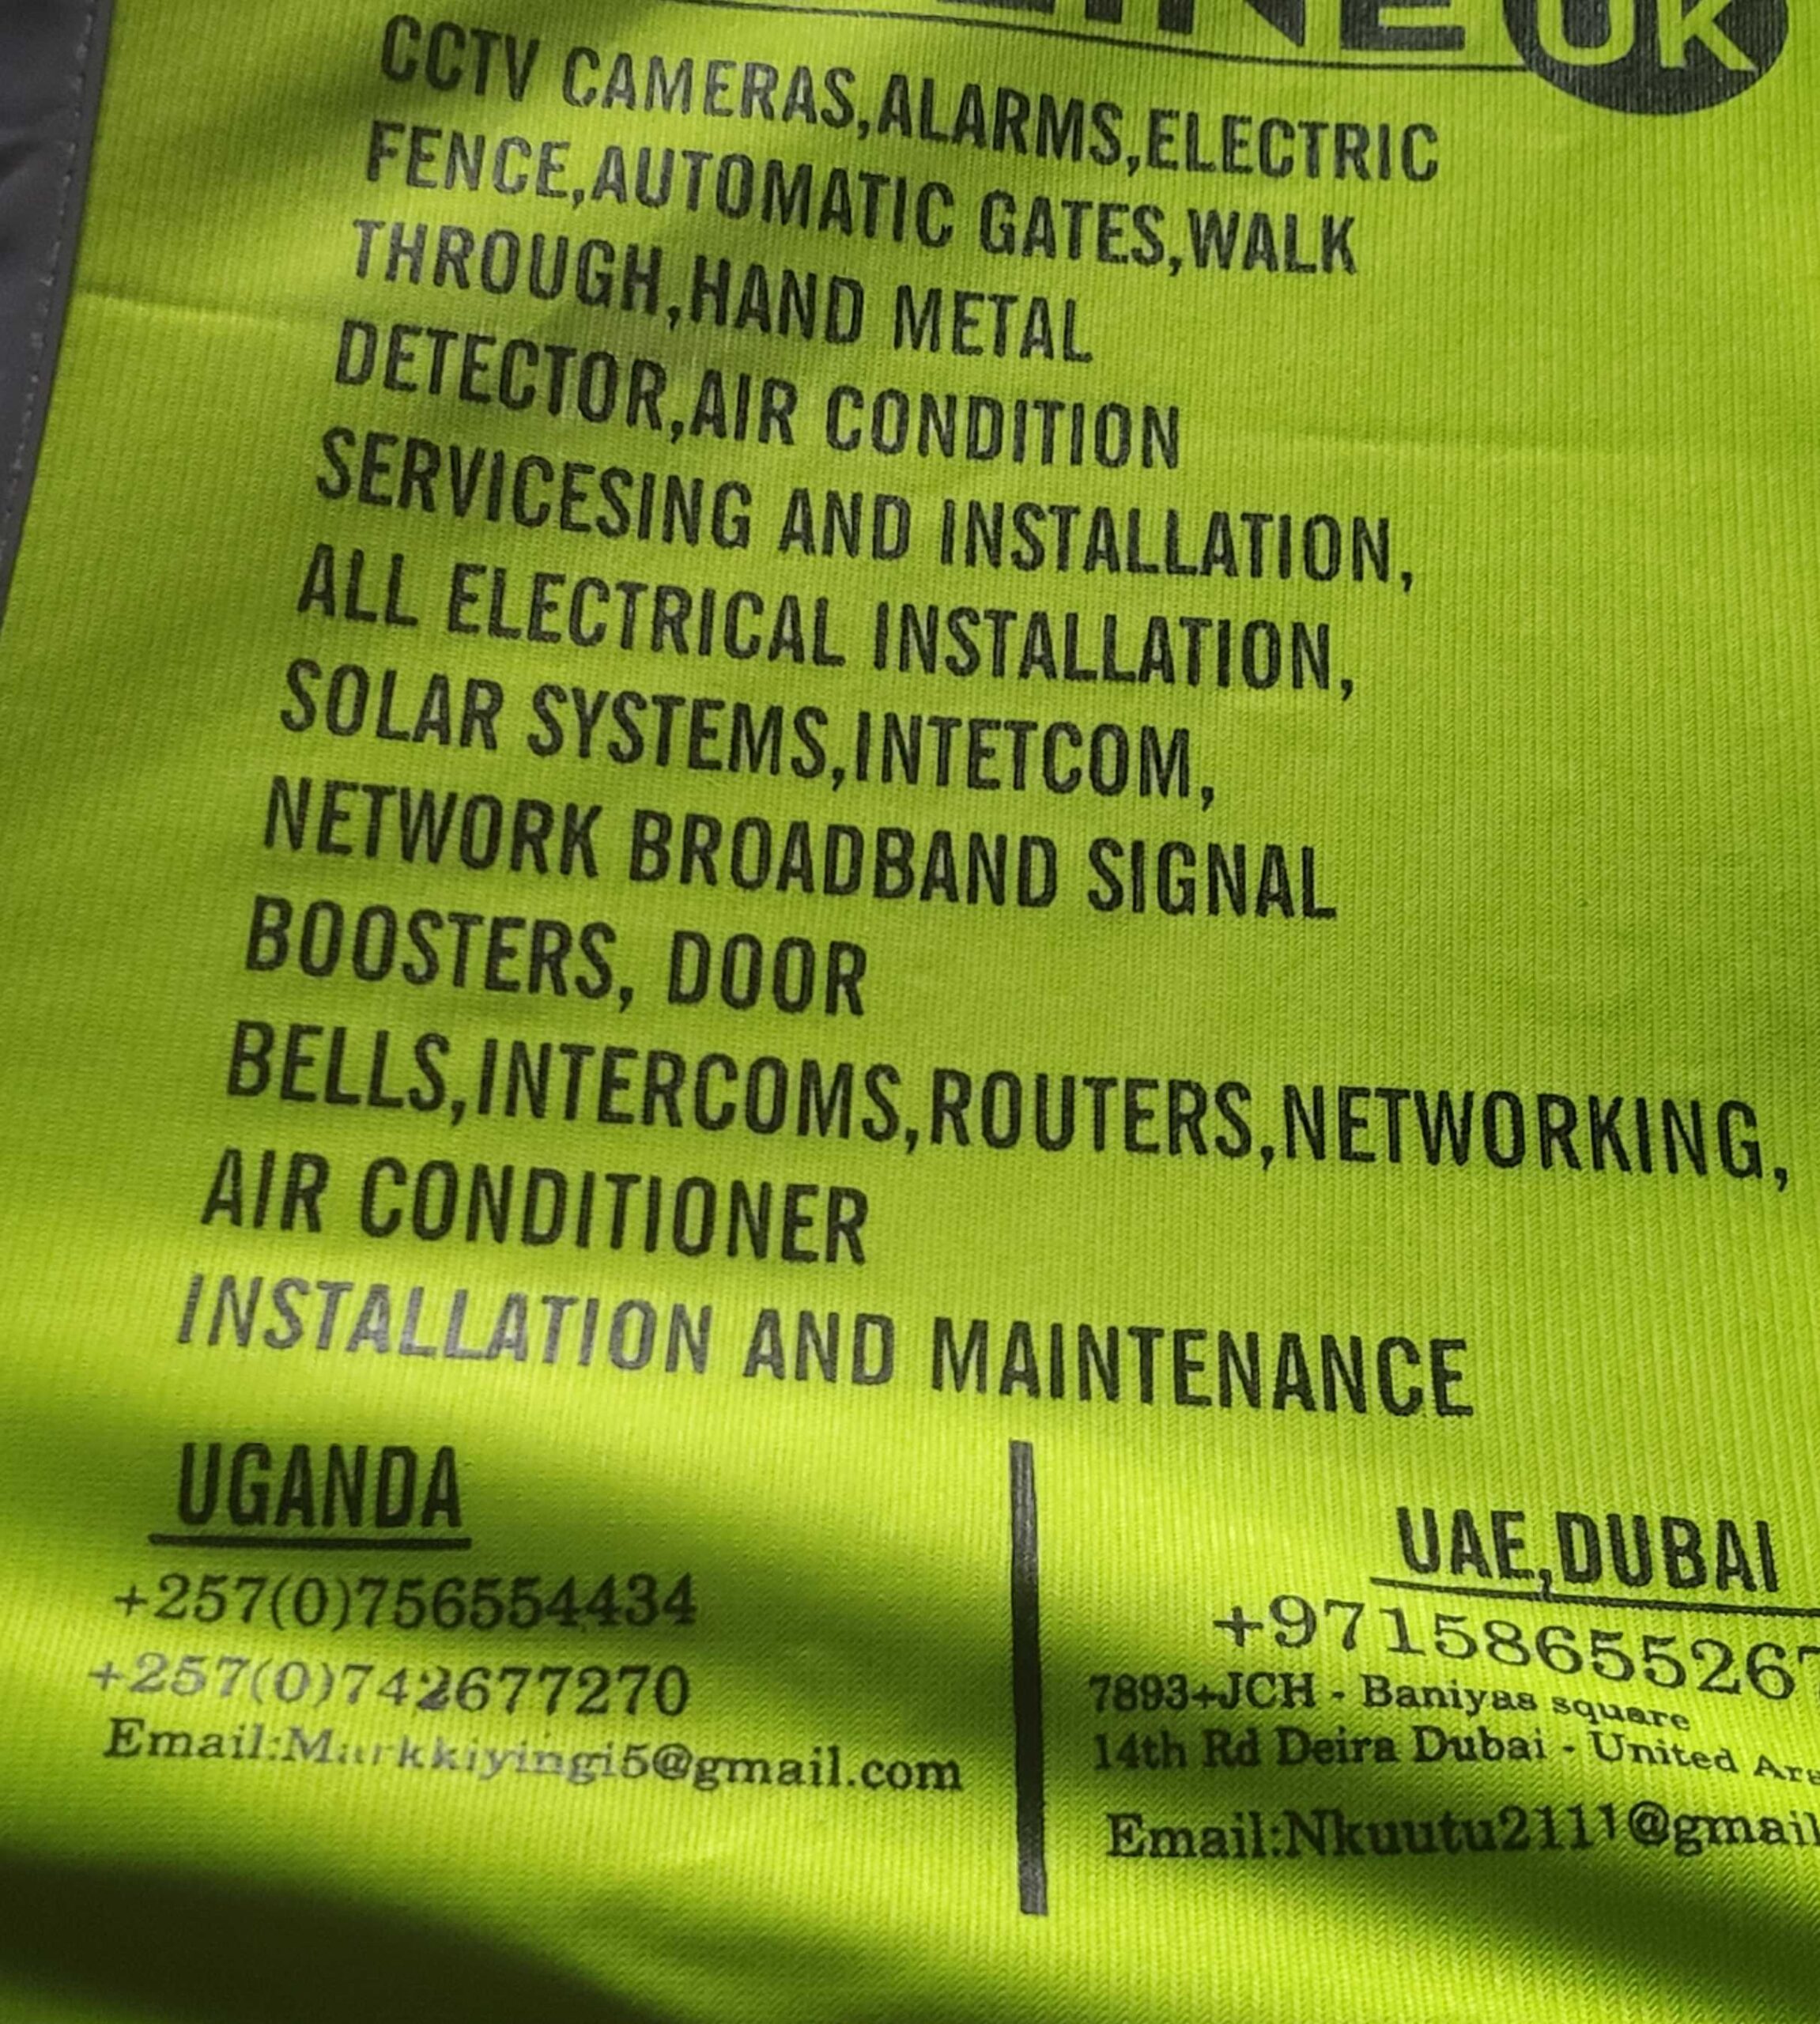 UK
CCTV CAMERAS,ALARMS,ELECTRIC
FENCE,AUTOMATIC GATES,WALK
THROUGH,HAND METAL
DETECTOR,AIR CONDITION
SERVICESING AND INSTALLATION,
ALL ELECTRICAL INSTALLATION,
SOLAR SYSTEMS,INTETCOM,
NETWORK BROADBAND SIGNAL
BOOSTERS, DOOR
BELLS,INTERCOMS,ROUTERS,NETWORKING,
AIR CONDITIONER
INSTALLATION AND MAINTENANCE
UGANDA
+257(0)756554434
+257(0)742677270
Email:Markkiyingi5@gmail.com
UAE,DUBAI
+97158655267
7893+JCH - Baniyas square
14th Rd Deira Dubai - United
Email:Nkuutu2111@gmail